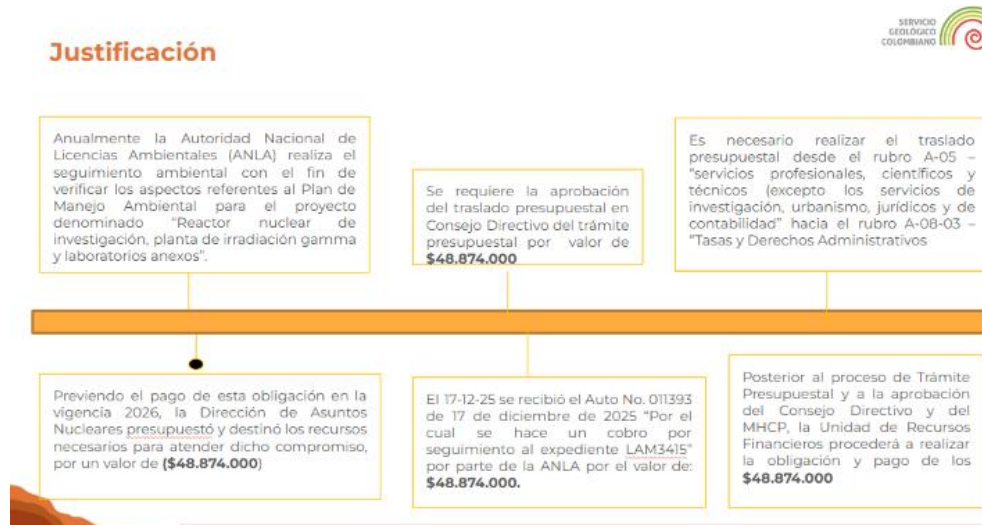 SERVICIO
GEOLÓGICO
COLOMBIANO
Justificación
Anualmente la Autoridad Nacional de
Licencias Ambientales (ANLA) realiza el
seguimiento ambiental con el fin de
verificar los aspectos referentes al Plan de
Manejo Ambiental para el proyecto
denominado “Reactor nuclear de
investigación, planta de irradiación gamma
y laboratorios anexos”.
Se requiere la aprobación
del traslado presupuestal en
Consejo Directivo del trámite
presupuestal por valor de
$48.874.000
Es necesario realizar el traslado
presupuestal desde el rubro A-05 –
“servicios profesionales, científicos y
técnicos (excepto los servicios de
investigación, urbanismo, jurídicos y de
contabilidad” hacia el rubro A-08-03 –
“Tasas y Derechos Administrativos
Previendo el pago de esta obligación en la
vigencia 2026, la Dirección de Asuntos
Nucleares presupuestó y destinó los recursos
necesarios para atender dicho compromiso,
por un valor de ($48.874.000)
El 17-12-25 se recibió el Auto No. 011393
de 17 de diciembre de 2025 “Por el
cual se hace un cobro por
seguimiento al expediente LAM3415”
por parte de la ANLA por el valor de:
$48.874.000.
Posterior al proceso de Trámite
Presupuestal y a la aprobación
del Consejo Directivo y del
MHCP, la Unidad de Recursos
Financieros procederá a realizar
la obligación y pago de los
$48.874.000